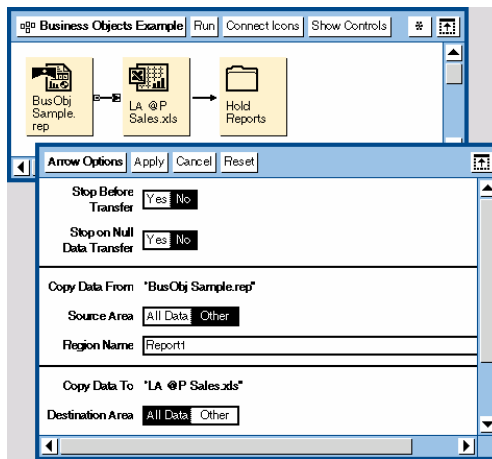 Business Objects Example Run Connect Icons Show Controls *
BusObj
Sample.
rep
LA @P
Sales.xls
Hold
Reports
Arrow Options Apply Cancel Reset
Stop Before
Transfer
Yes No
Stop on Null
Data Transfer
Yes No
Copy Data From "BusObj Sample.rep"
Source Area All Data Other
Region Name Report1
Copy Data To "LA @P Sales.xls"
Destination Area All Data Other